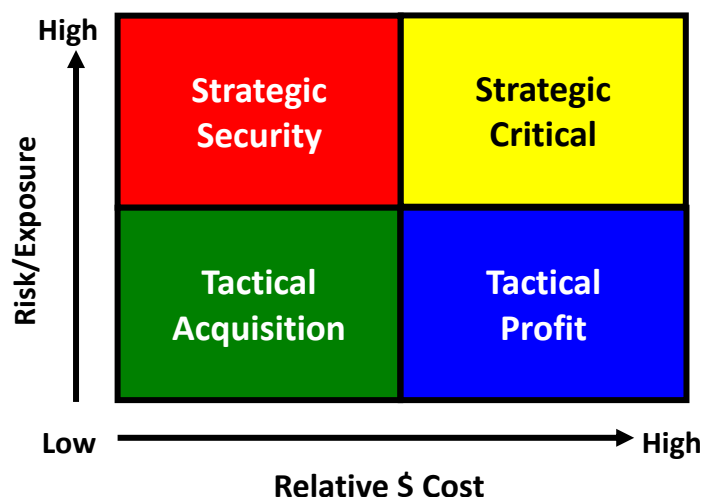 High
Risk/Exposure
Strategic
Security
Strategic
Critical
Tactical
Acquisition
Tactical
Profit
Low
High
Relative $ Cost